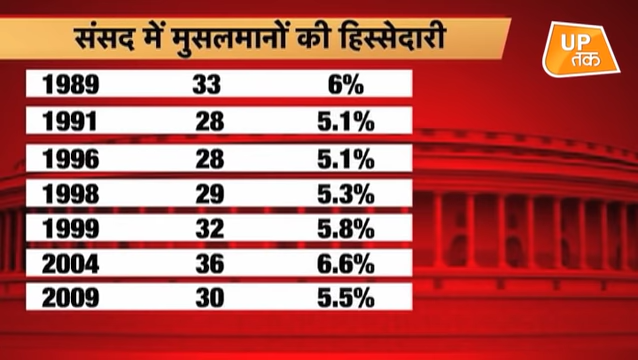 संसद में मुसलमानों की हिस्सेदारी
UP
तक
1989 33 6%
1991 28 5.1%
1996 28 5.1%
1998 29 5.3%
1999 32 5.8%
2004 36 6.6%
2009 30 5.5%